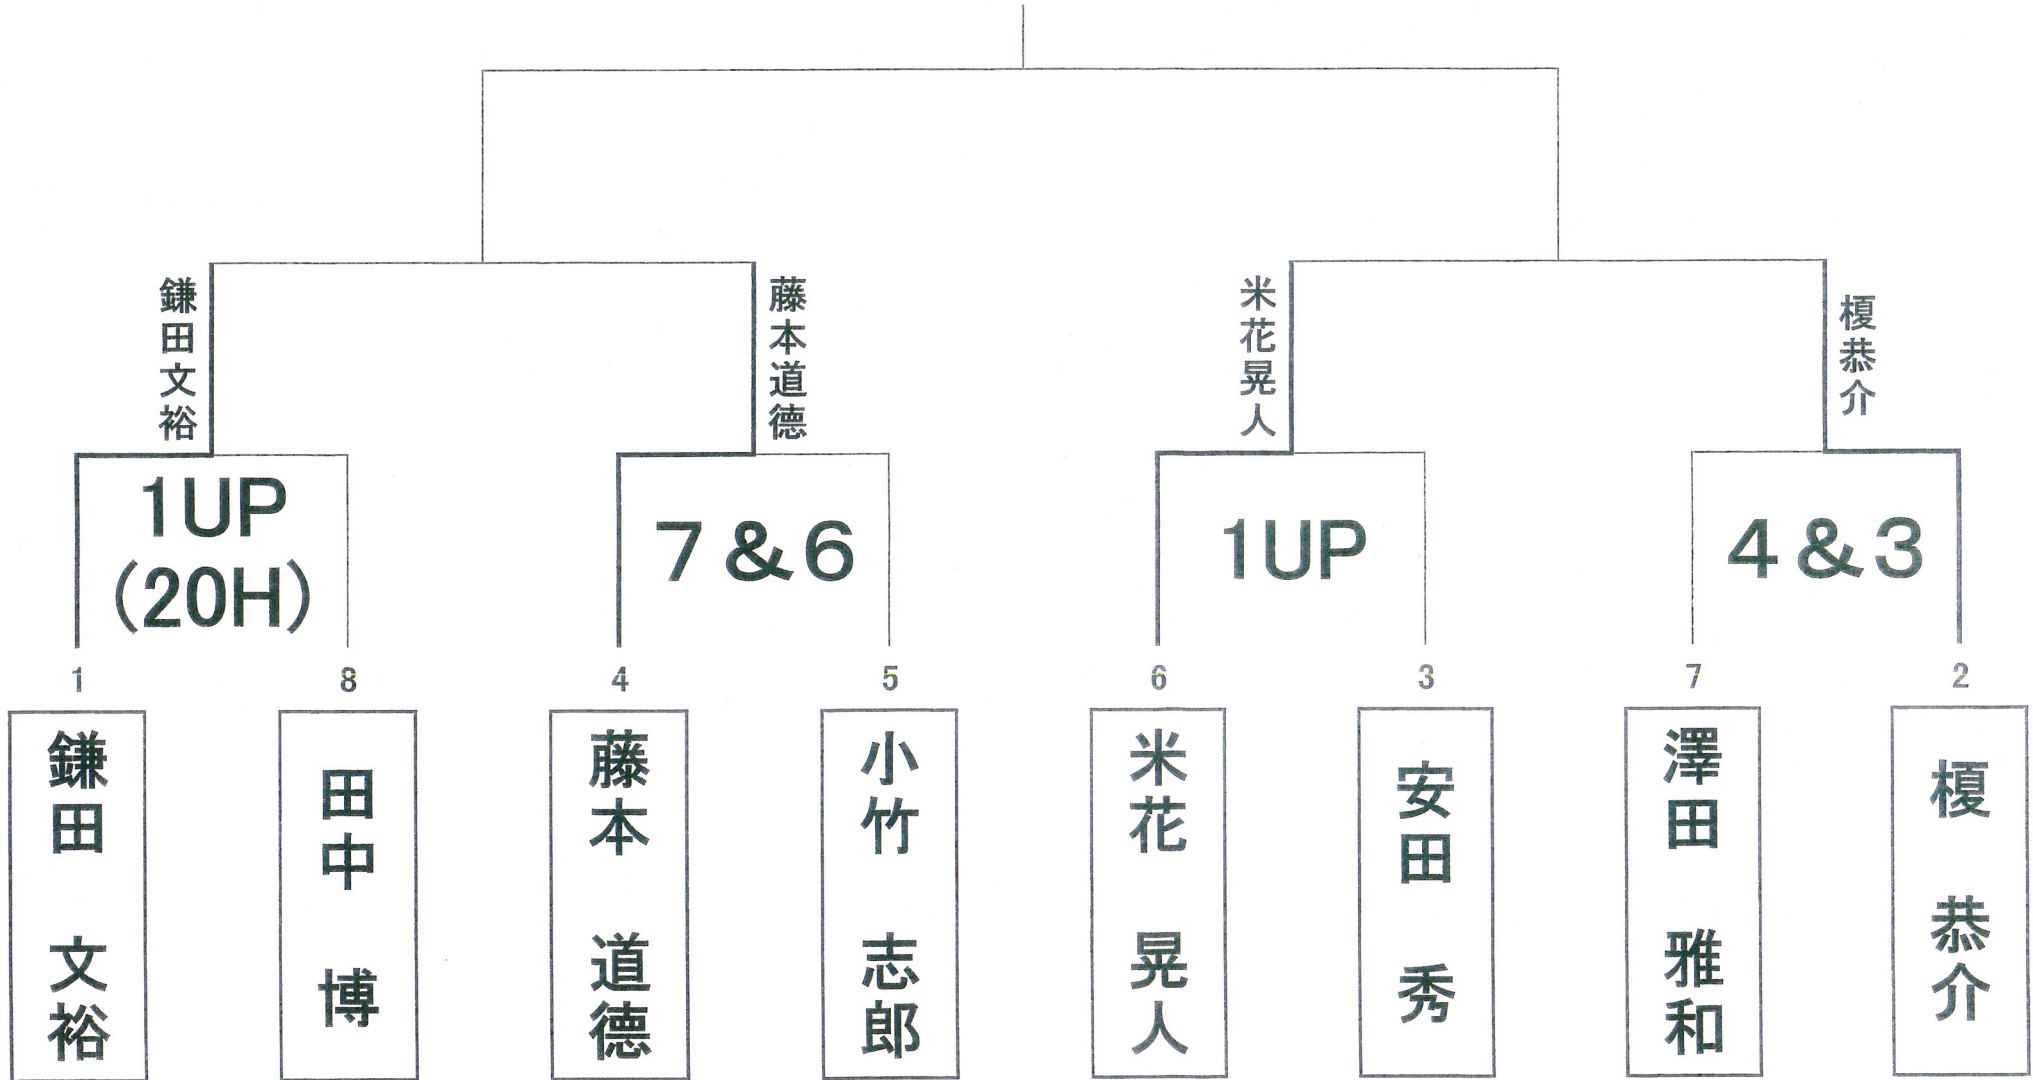 鎌田文裕
藤本道徳
米花晃人
榎恭介
1UP
(20H)
7&6
1UP
4&3
1
8
4
5
6
3
7
2
鎌田 文裕
田中 博
藤本 道徳
小竹 志郎
米花 晃人
安田 秀
澤田 雅和
榎 恭介